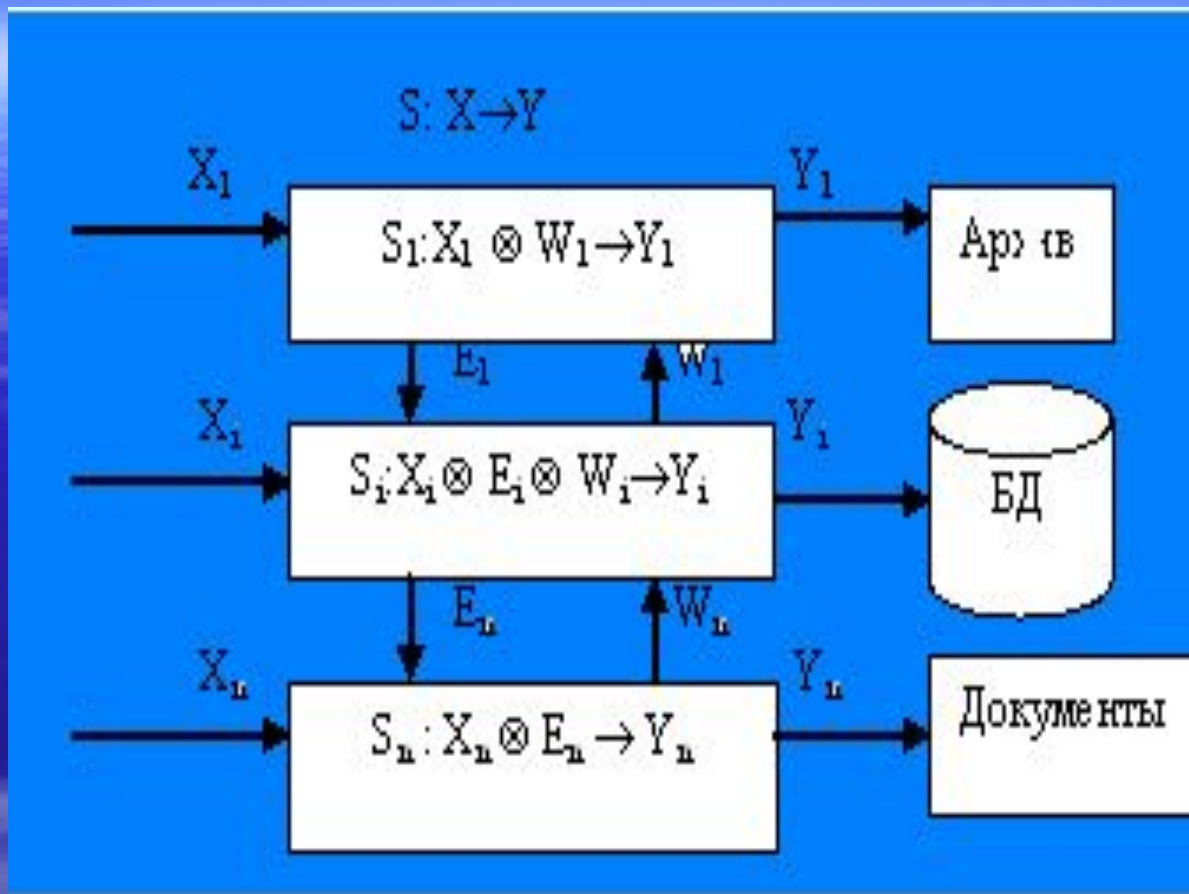 S: X→Y
X₁
S₁:X₁ ⊗ W₁→Y₁
Y₁
Архив
E₁
W₁
Xᵢ
Sᵢ:Xᵢ⊗ Eᵢ⊗ Wᵢ→Yᵢ
Yᵢ
БД
Eₙ
Wₙ
Xₙ
Sₙ: Xₙ⊗ Eₙ → Yₙ
Yₙ
Документы